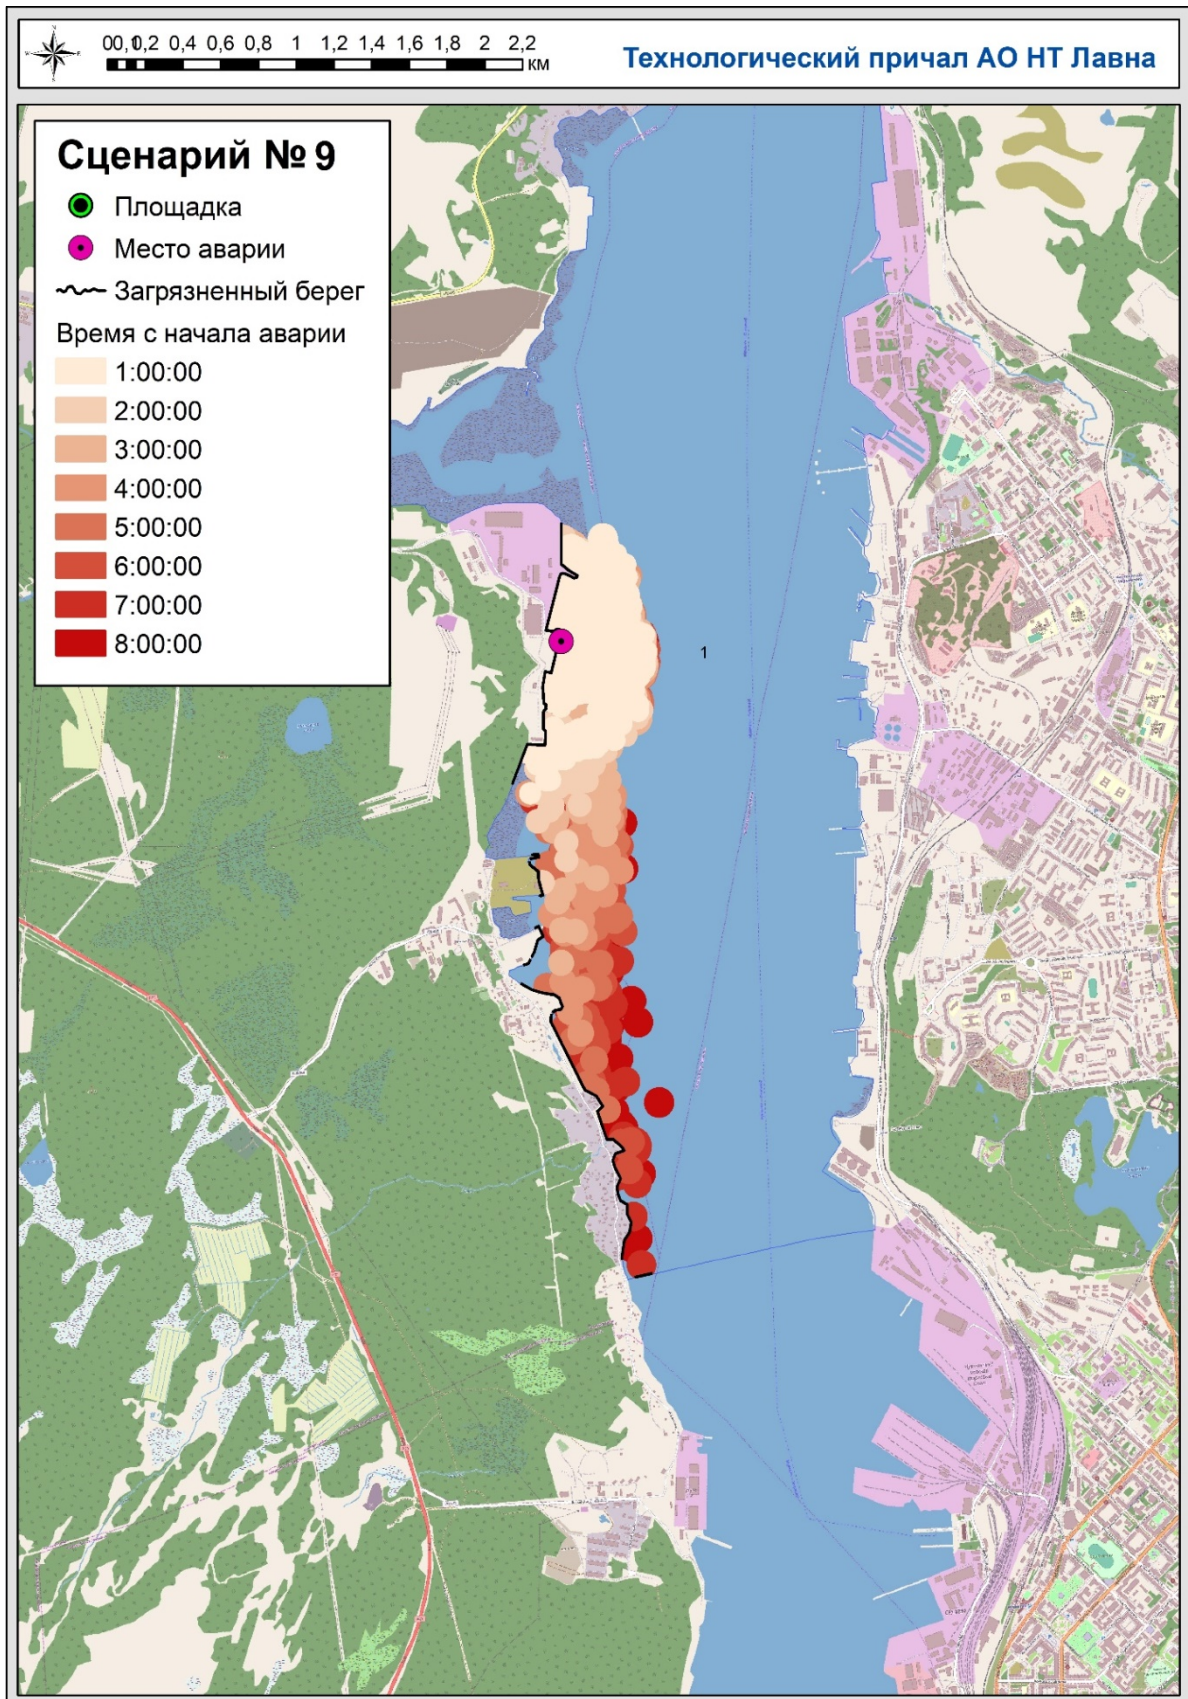 00,10,2 0,4 0,6 0,8 1 1,2 1,4 1,6 1,8 2 2,2
км
Технологический причал АО НТ Лавна
Сценарий № 9
Площадка
Место аварии
Загрязненный берег
Время с начала аварии
1:00:00
2:00:00
3:00:00
4:00:00
5:00:00
6:00:00
7:00:00
8:00:00
1